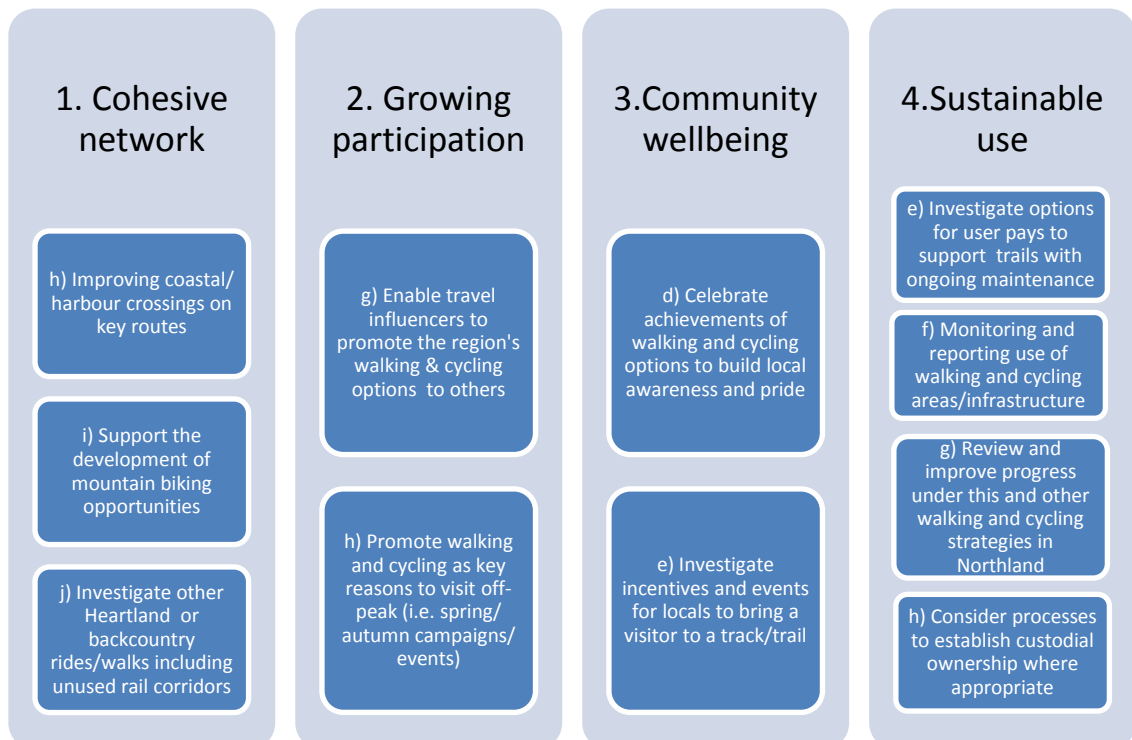 1. Cohesive
network
h) Improving coastal/
harbour crossings on
key routes
i) Support the
development of
mountain biking
opportunities
j) Investigate other
Heartland or
backcountry
rides/walks including
unused rail corridors
2. Growing
participation
g) Enable travel
influencers to
promote the region's
walking & cycling
options to others
h) Promote walking
and cycling as key
reasons to visit off-
peak (i.e. spring/
autumn campaigns/
events)
3.Community
wellbeing
d) Celebrate
achievements of
walking and cycling
options to build local
awareness and pride
e) Investigate
incentives and events
for locals to bring a
visitor to a track/trail
4.Sustainable
use
e) Investigate options
for user pays to
support trails with
ongoing maintenance
f) Monitoring and
reporting use of
walking and cycling
areas/infrastructure
g) Review and
improve progress
under this and other
walking and cycling
strategies in
Northland
h) Consider processes
to establish custodial
ownership where
appropriate